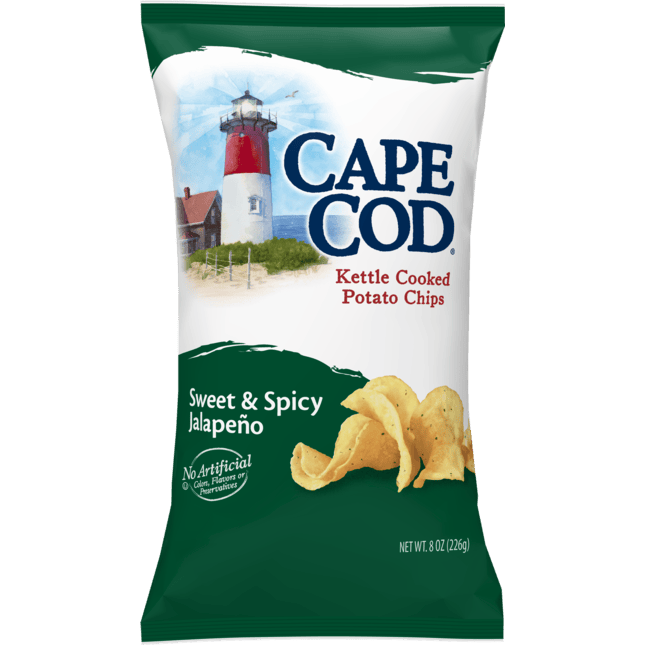 CAPE
COD®
Kettle Cooked
Potato Chips
Sweet & Spicy
Jalapeño
No Artificial
Colors, Flavors or
Preservatives
NET WT. 8 OZ (226g)